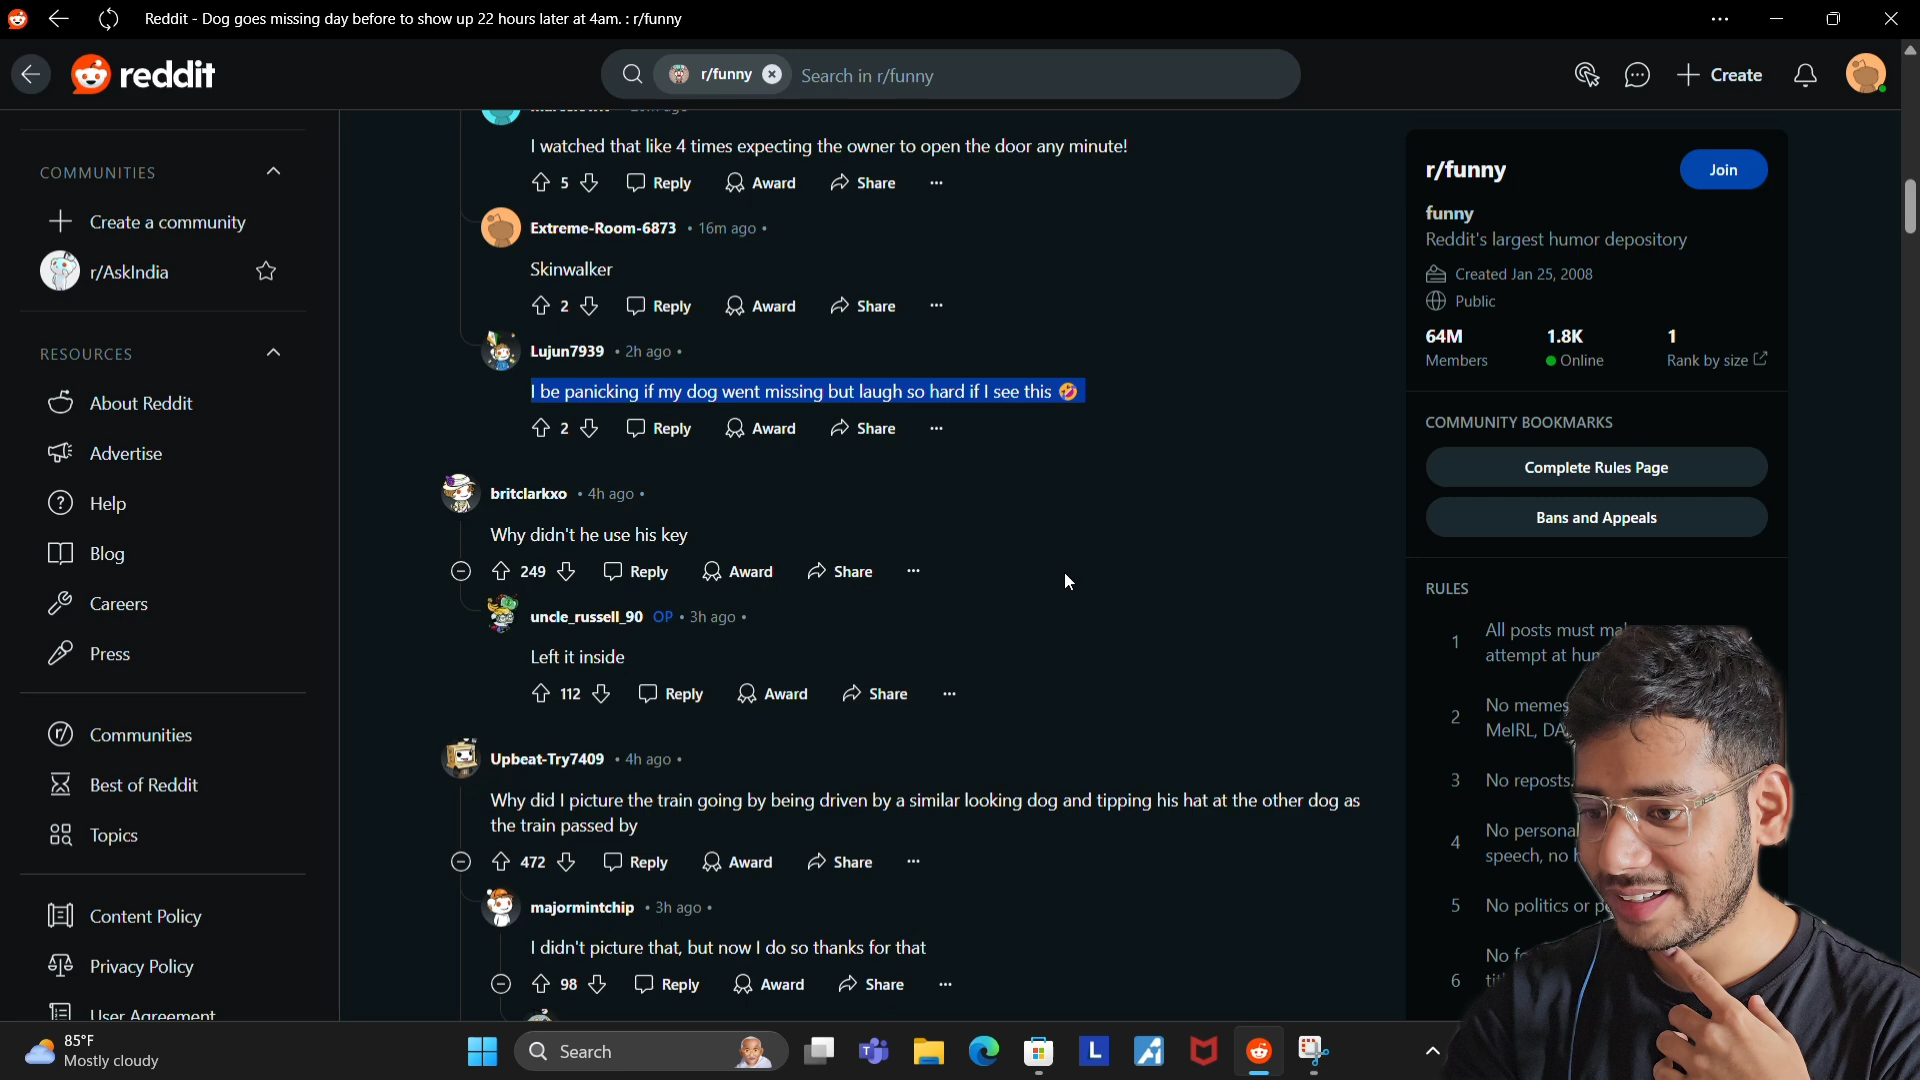 Reddit - Dog goes missing day before to show up 22 hours later at 4am. : r/funny
reddit
r/funny
Search in r/funny
Create
COMMUNITIES
Create a community
r/AskIndia
RESOURCES
About Reddit
Advertise
Help
Blog
Careers
Press
Communities
Best of Reddit
Topics
Content Policy
Privacy Policy
User Agreement
I watched that like 4 times expecting the owner to open the door any minute!
5 Reply Award Share
Extreme-Room-6873 • 16m ago •
Skinwalker
2 Reply Award Share
Lujun7939 • 2h ago •
I be panicking if my dog went missing but laugh so hard if I see this 🤣
2 Reply Award Share
britclarkxo • 4h ago •
Why didn't he use his key
249 Reply Award Share
uncle_russell_90 OP • 3h ago •
Left it inside
112 Reply Award Share
Upbeat-Try7409 • 4h ago •
Why did I picture the train going by being driven by a similar looking dog and tipping his hat at the other dog as
the train passed by
472 Reply Award Share
majormintchip • 3h ago •
I didn't picture that, but now I do so thanks for that
98 Reply Award Share
r/funny
Join
funny
Reddit's largest humor depository
Created Jan 25, 2008
Public
64M 1.8K 1
Members Online Rank by size
COMMUNITY BOOKMARKS
Complete Rules Page
Bans and Appeals
RULES
1 All posts must
attempt at
2 No memes
MeIRL,
3 No reposts.
4 No personal
speech, no
5 No politics or
6 No
85°F
Mostly cloudy
Search